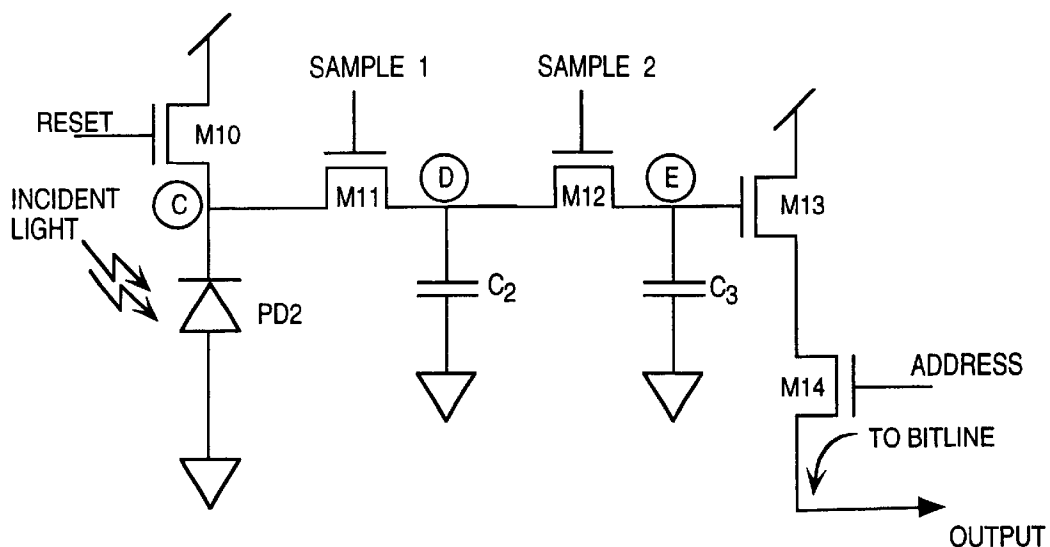 SAMPLE 1
SAMPLE 2
RESET
M10
INCIDENT
LIGHT
C
M11
D
M12
E
M13
PD2
C2
C3
M14
ADDRESS
TO BITLINE
OUTPUT